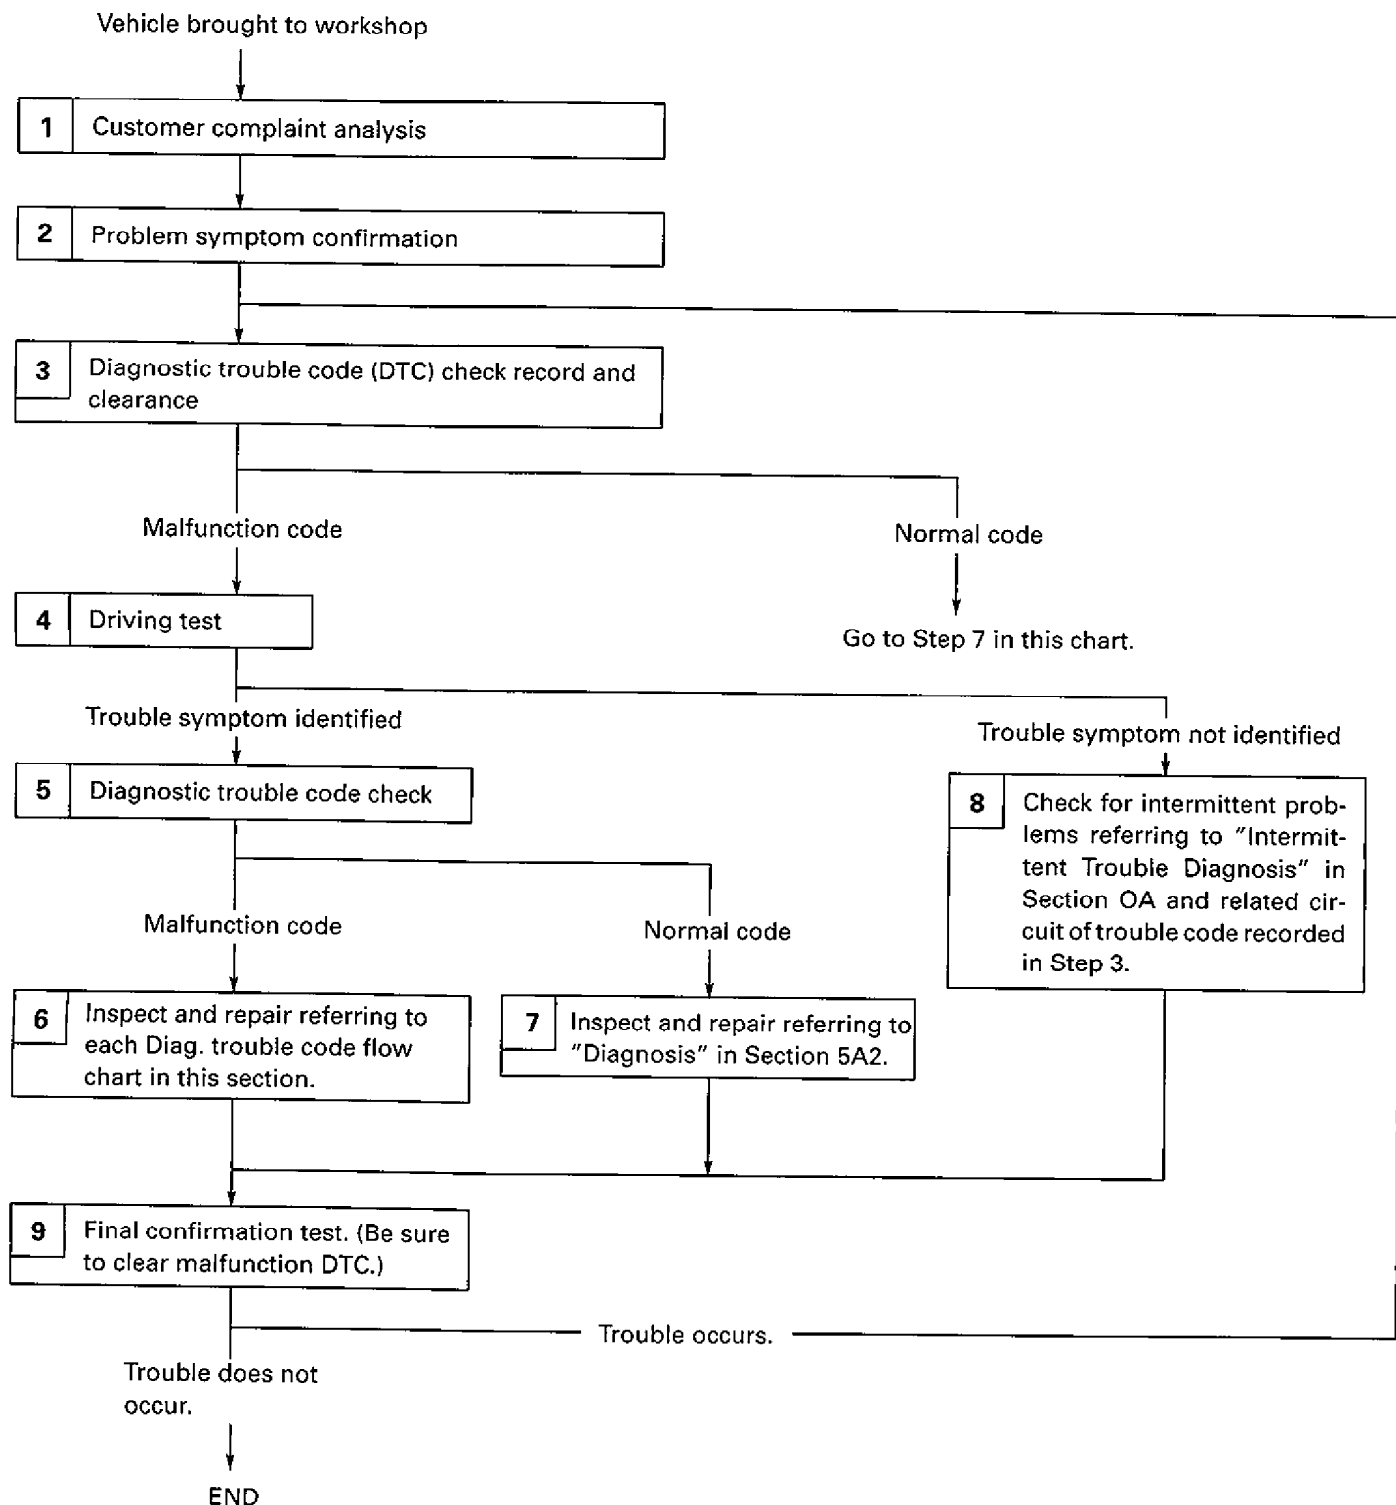 Vehicle brought to workshop
1 Customer complaint analysis
2 Problem symptom confirmation
3 Diagnostic trouble code (DTC) check record and
clearance
Malfunction code
Normal code
4 Driving test
Go to Step 7 in this chart.
Trouble symptom identified
Trouble symptom not identified
5 Diagnostic trouble code check
8 Check for intermittent prob-
lems referring to "Intermit-
tent Trouble Diagnosis" in
Section OA and related cir-
cuit of trouble code recorded
in Step 3.
Malfunction code
Normal code
6 Inspect and repair referring to
each Diag. trouble code flow
chart in this section.
7 Inspect and repair referring to
"Diagnosis" in Section 5A2.
9 Final confirmation test. (Be sure
to clear malfunction DTC.)
Trouble occurs.
Trouble does not
occur.
END